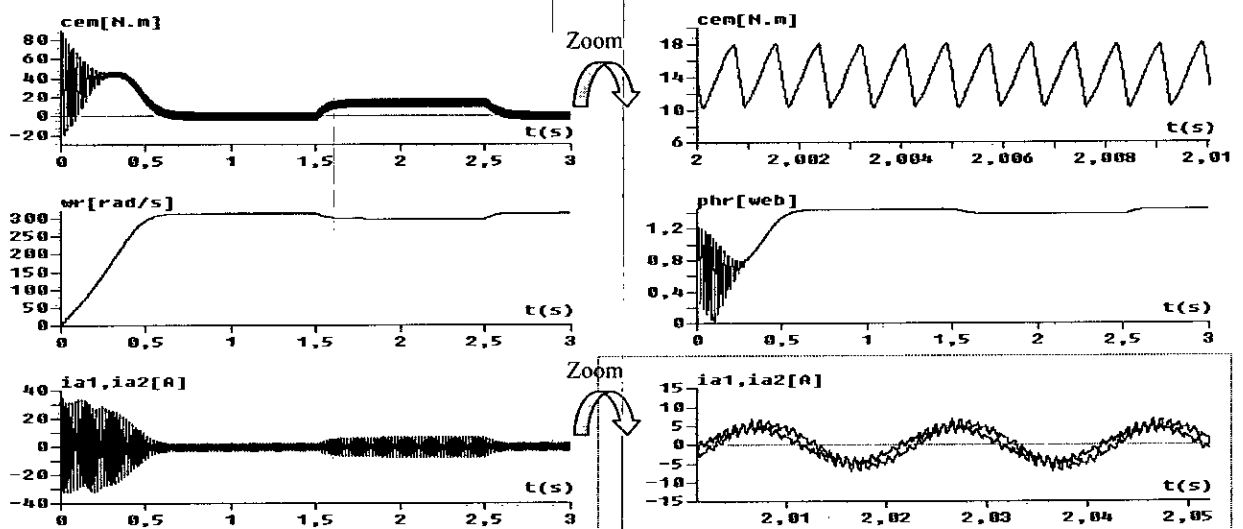 cem[N.m]
80
60
40
20
0
-20
0 0,5 1 1,5 2 2,5 3
t(s)
Zoom
cem[N.m]
18
14
10
6
2 2,002 2,004 2,006 2,008 2,01
t(s)
wr[rad/s]
300
250
200
150
100
50
0
0 0,5 1 1,5 2 2,5 3
t(s)
phr[web]
1,2
0,8
0,4
0
0 0,5 1 1,5 2 2,5 3
t(s)
ia1,ia2[A]
40
20
0
-20
-40
0 0,5 1 1,5 2 2,5 3
t(s)
Zoom
ia1,ia2[A]
15
10
5
0
-5
-10
-15
2,01 2,02 2,03 2,04 2,05
t(s)